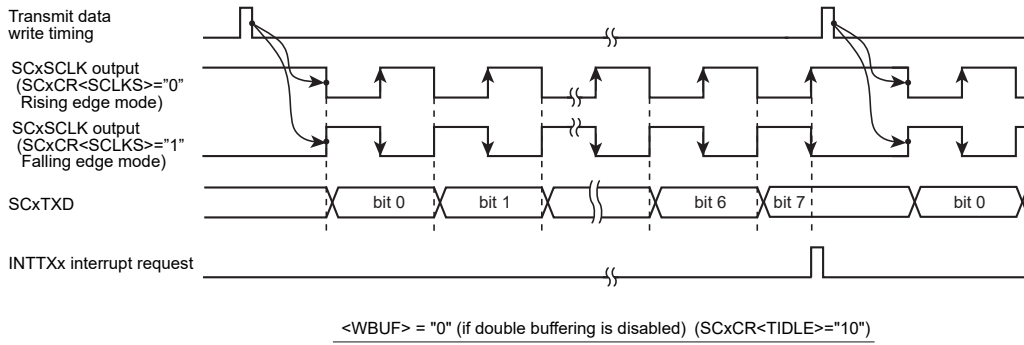 Transmit data
write timing
SCxSCLK output
(SCxCR<SCLKS>="0"
Rising edge mode)
SCxSCLK output
(SCxCR<SCLKS>="1"
Falling edge mode)
SCxTXD
bit 0
bit 1
bit 6
bit 7
bit 0
INTTXx interrupt request
<WBUF> = "0" (if double buffering is disabled) (SCxCR<TIDLE>="10")